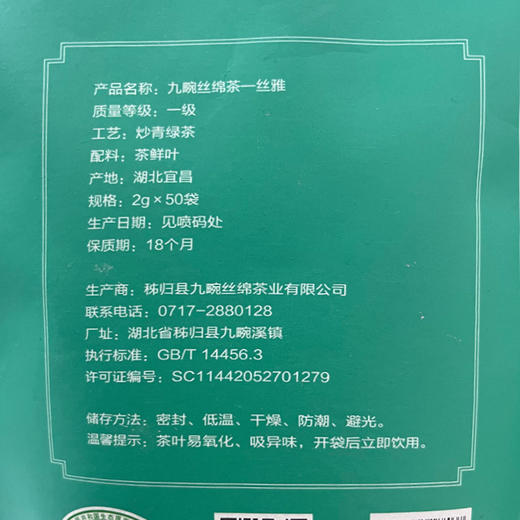 产品名称：九畹丝绵茶一丝雅
质量等级：一级
工艺：炒青绿茶
配料：茶鲜叶
产地：湖北宜昌
规格：2g×50袋
生产日期：见喷码处
保质期：18个月
生产商：秭归县九畹丝绵茶业有限公司
联系电话：0717-2880128
厂址：湖北省秭归县九畹溪镇
执行标准：GB/T 14456.3
许可证编号：SC11442052701279
储存方法：密封、低温、干燥、防潮、避光。
温馨提示：茶叶易氧化、吸异味，开袋后立即饮用。